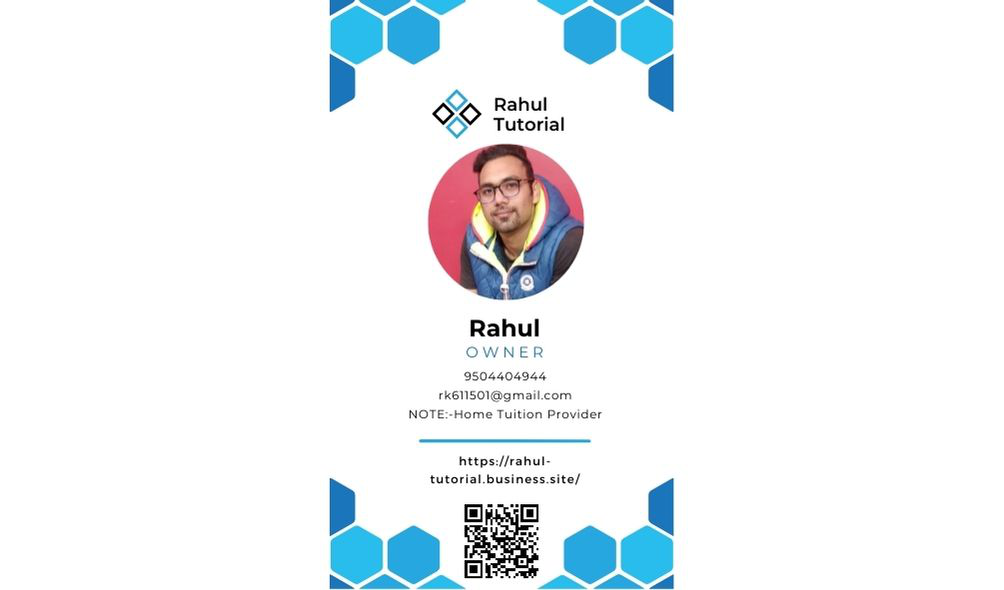 Rahul
Tutorial
Rahul
OWNER
9504404944
rk611501@gmail.com
NOTE:-Home Tuition Provider
https://rahul-
tutorial.business.site/